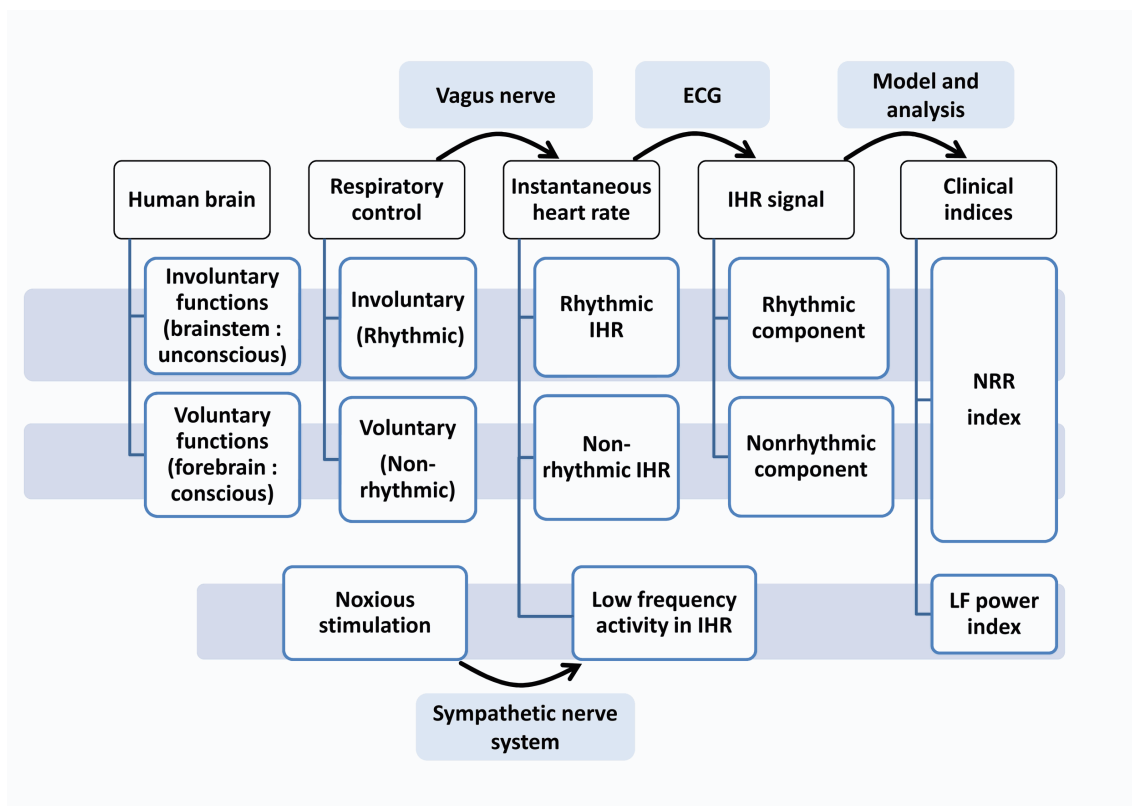 Vagus nerve
ECG
Model and
analysis
Human brain
Respiratory
control
Instantaneous
heart rate
IHR signal
Clinical
indices
Involuntary
functions
(brainstem :
unconscious)
Involuntary
(Rhythmic)
Rhythmic
IHR
Rhythmic
component
NRR
index
Voluntary
functions
(forebrain :
conscious)
Voluntary
(Non-
rhythmic)
Non-
rhythmic IHR
Nonrhythmic
component
Noxious
stimulation
Low frequency
activity in IHR
LF power
index
Sympathetic nerve
system